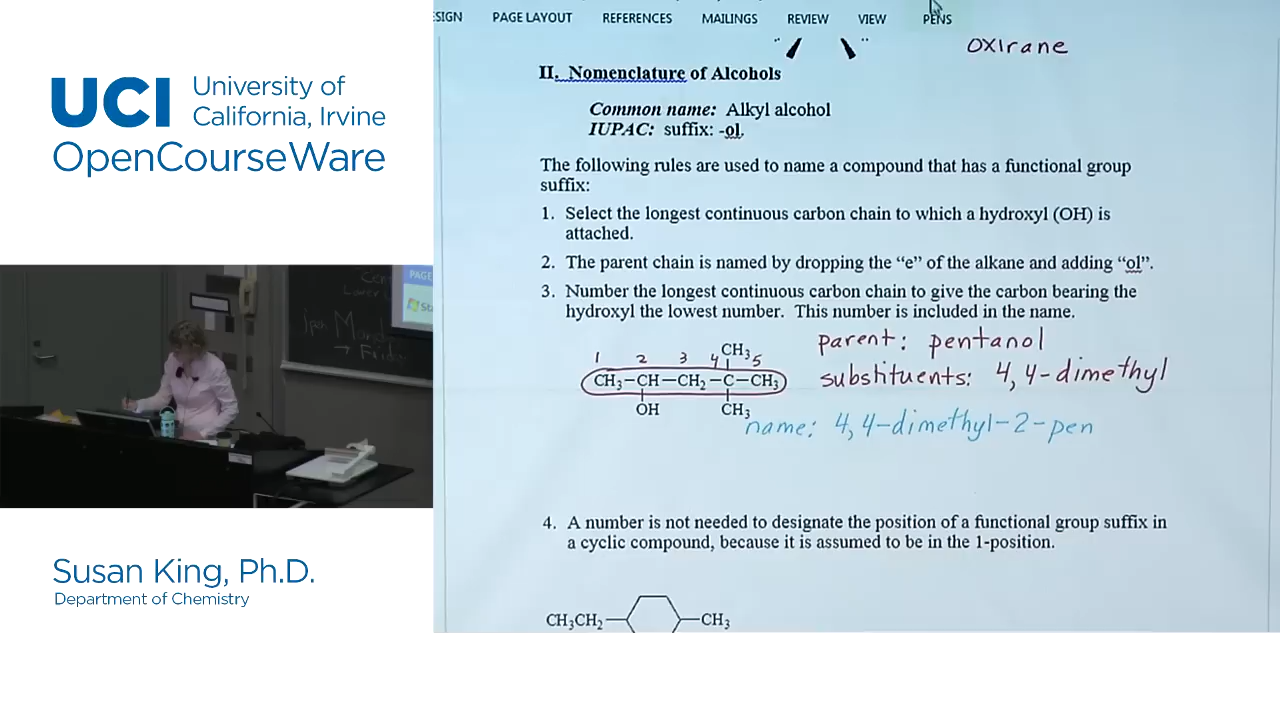 UCI University of
California, Irvine
OpenCourseWare
SIGN PAGE LAYOUT REFERENCES MAILINGS REVIEW VIEW PENS
oxirane
II. Nomenclature of Alcohols
Common name: Alkyl alcohol
IUPAC: suffix: -ol.
The following rules are used to name a compound that has a functional group
suffix:
1. Select the longest continuous carbon chain to which a hydroxyl (OH) is
attached.
2. The parent chain is named by dropping the “e” of the alkane and adding “ol”.
3. Number the longest continuous carbon chain to give the carbon bearing the
hydroxyl the lowest number. This number is included in the name.
parent: pentanol
1 2 3 4 CH₃ 5
substituents: 4,4-dimethyl
CH₃–CH–CH₂–C–CH₃
OH CH₃
name: 4,4-dimethyl-2-pen
4. A number is not needed to designate the position of a functional group suffix in
a cyclic compound, because it is assumed to be in the 1-position.
CH₃CH₂ CH₃
PAGE
Sta
Lower
M
Frida
Susan King, Ph.D.
Department of Chemistry